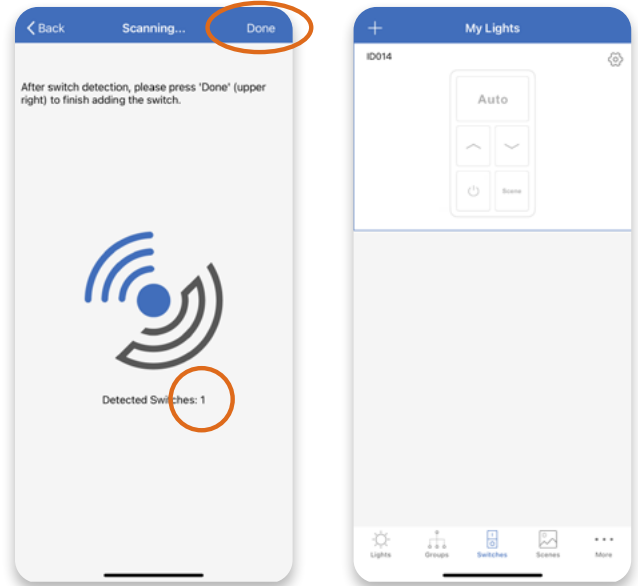 Back
Scanning...
Done
After switch detection, please press 'Done' (upper
right) to finish adding the switch.
Detected Switches: 1
My Lights
ID014
Auto
Scene
Lights
Groups
Switches
Scenes
More